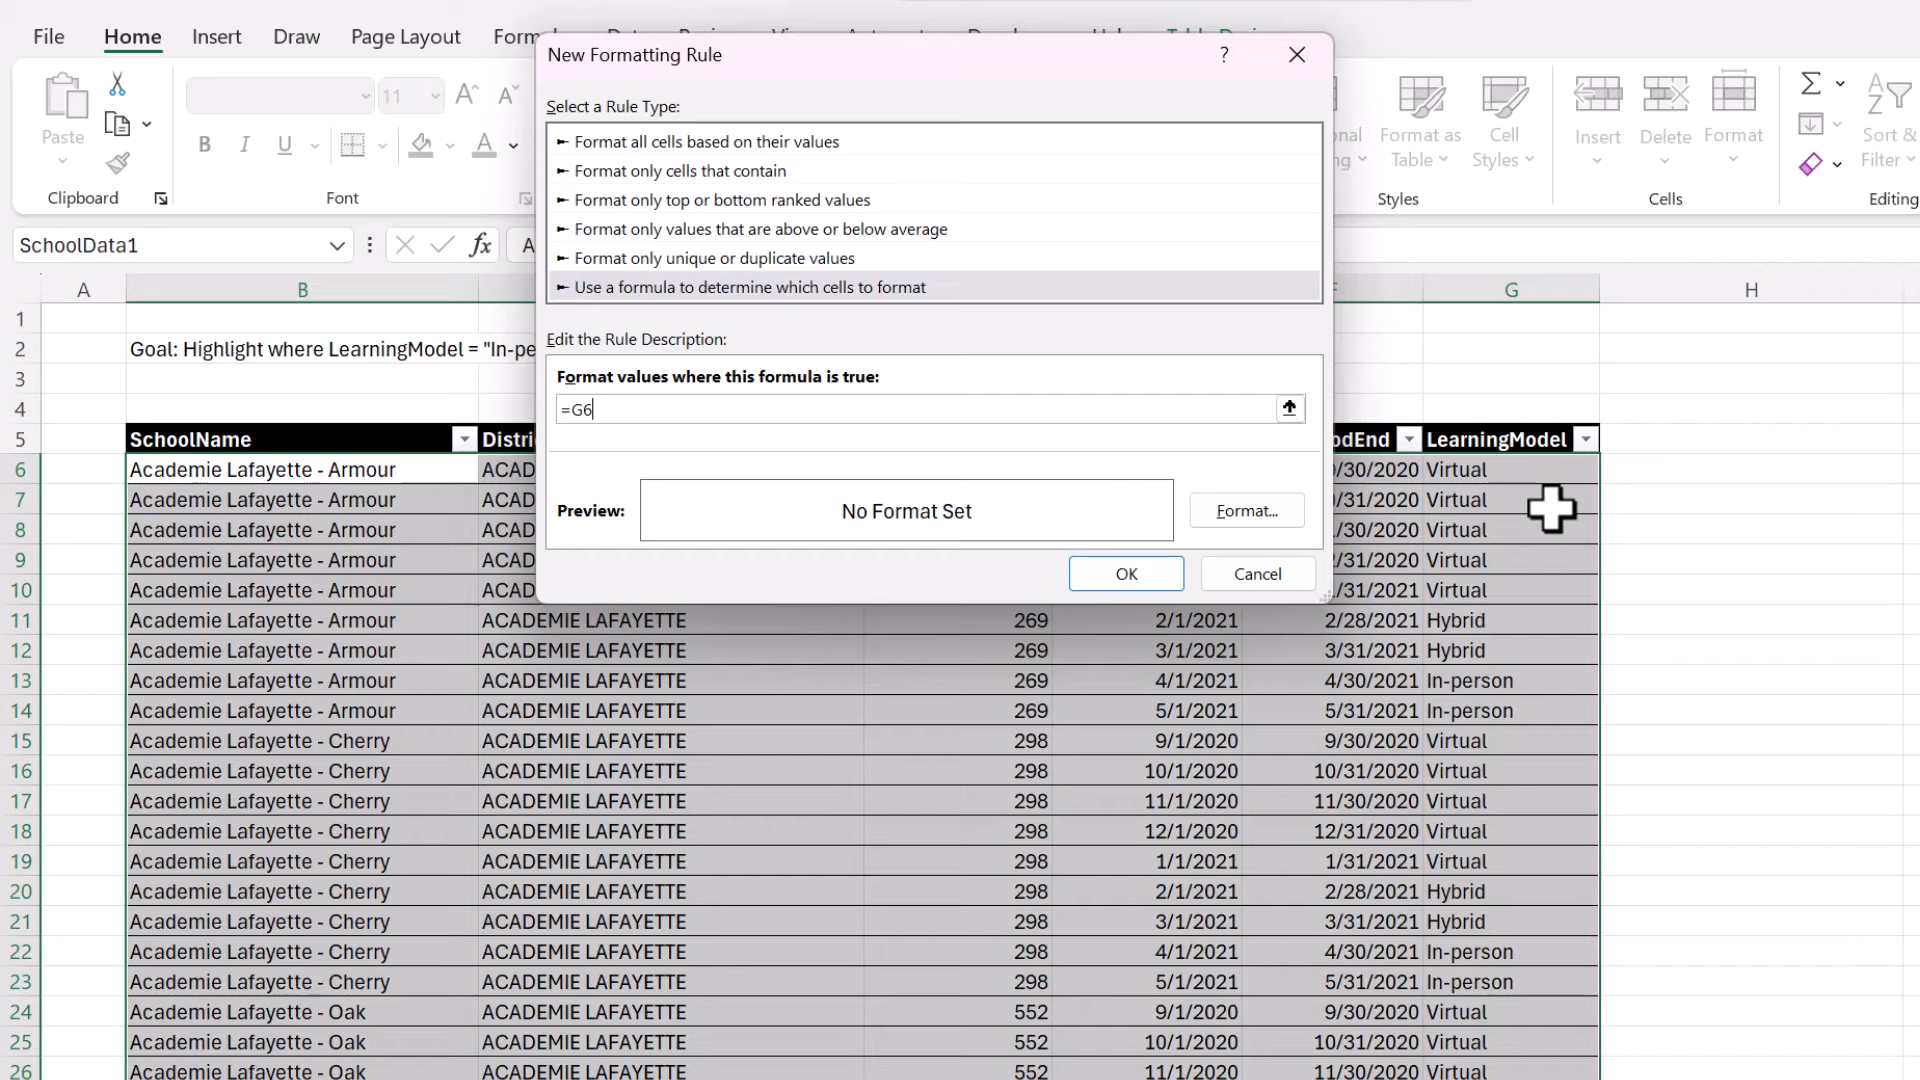 File Home Insert Draw Page Layout
New Formatting Rule ?
Select a Rule Type:
Format all cells based on their values
Format only cells that contain
Format only top or bottom ranked values
Format only values that are above or below average
Format only unique or duplicate values
Use a formula to determine which cells to format
Edit the Rule Description:
Format values where this formula is true:
=G6
Preview: No Format Set Format...
OK Cancel
11
Paste B I U A
Clipboard Font
Format as Table
Cell Styles
Styles
Insert Delete Format
Cells
Sort & Filter
Editing
SchoolData1 fx A
A B G H
1
2 Goal: Highlight where LearningModel = "In-pe
3
4
5 SchoolName Distri odEnd LearningModel
6 Academie Lafayette - Armour ACAD /30/2020 Virtual
7 Academie Lafayette - Armour ACAD /31/2020 Virtual
8 Academie Lafayette - Armour ACAD /30/2020 Virtual
9 Academie Lafayette - Armour ACAD /31/2020 Virtual
10 Academie Lafayette - Armour ACAD /31/2021 Virtual
11 Academie Lafayette - Armour ACADEMIE LAFAYETTE 269 2/1/2021 2/28/2021 Hybrid
12 Academie Lafayette - Armour ACADEMIE LAFAYETTE 269 3/1/2021 3/31/2021 Hybrid
13 Academie Lafayette - Armour ACADEMIE LAFAYETTE 269 4/1/2021 4/30/2021 In-person
14 Academie Lafayette - Armour ACADEMIE LAFAYETTE 269 5/1/2021 5/31/2021 In-person
15 Academie Lafayette - Cherry ACADEMIE LAFAYETTE 298 9/1/2020 9/30/2020 Virtual
16 Academie Lafayette - Cherry ACADEMIE LAFAYETTE 298 10/1/2020 10/31/2020 Virtual
17 Academie Lafayette - Cherry ACADEMIE LAFAYETTE 298 11/1/2020 11/30/2020 Virtual
18 Academie Lafayette - Cherry ACADEMIE LAFAYETTE 298 12/1/2020 12/31/2020 Virtual
19 Academie Lafayette - Cherry ACADEMIE LAFAYETTE 298 1/1/2021 1/31/2021 Virtual
20 Academie Lafayette - Cherry ACADEMIE LAFAYETTE 298 2/1/2021 2/28/2021 Hybrid
21 Academie Lafayette - Cherry ACADEMIE LAFAYETTE 298 3/1/2021 3/31/2021 Hybrid
22 Academie Lafayette - Cherry ACADEMIE LAFAYETTE 298 4/1/2021 4/30/2021 In-person
23 Academie Lafayette - Cherry ACADEMIE LAFAYETTE 298 5/1/2021 5/31/2021 In-person
24 Academie Lafayette - Oak ACADEMIE LAFAYETTE 552 9/1/2020 9/30/2020 Virtual
25 Academie Lafayette - Oak ACADEMIE LAFAYETTE 552 10/1/2020 10/31/2020 Virtual
26 Academie Lafayette - Oak ACADEMIE LAFAYETTE 552 11/1/2020 11/30/2020 Virtual